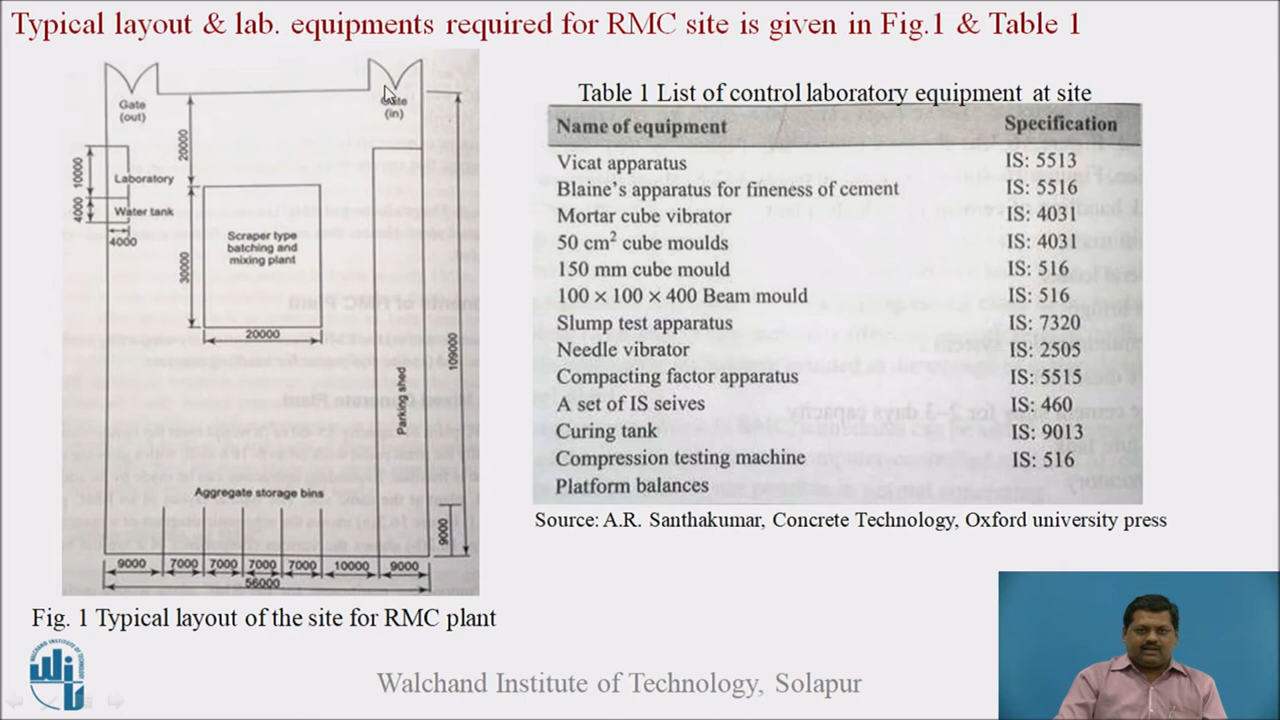 Typical layout & lab. equipments required for RMC site is given in Fig.1 & Table 1
Gate
(out)
Gate
(in)
20000
10000
Laboratory
4000
Water tank
4000
Scraper type
batching and
mixing plant
30000
20000
109000
Parking shed
Aggregate storage bins
9000
9000 7000 7000 7000 7000 10000 9000
56000
Fig. 1 Typical layout of the site for RMC plant
Table 1 List of control laboratory equipment at site
Name of equipment Specification
Vicat apparatus IS: 5513
Blaine's apparatus for fineness of cement IS: 5516
Mortar cube vibrator IS: 4031
50 cm² cube moulds IS: 4031
150 mm cube mould IS: 516
100 × 100 × 400 Beam mould IS: 516
Slump test apparatus IS: 7320
Needle vibrator IS: 2505
Compacting factor apparatus IS: 5515
A set of IS seives IS: 460
Curing tank IS: 9013
Compression testing machine IS: 516
Platform balances
Source: A.R. Santhakumar, Concrete Technology, Oxford university press
WALCHAND INSTITUTE OF TECHNOLOGY
Walchand Institute of Technology, Solapur